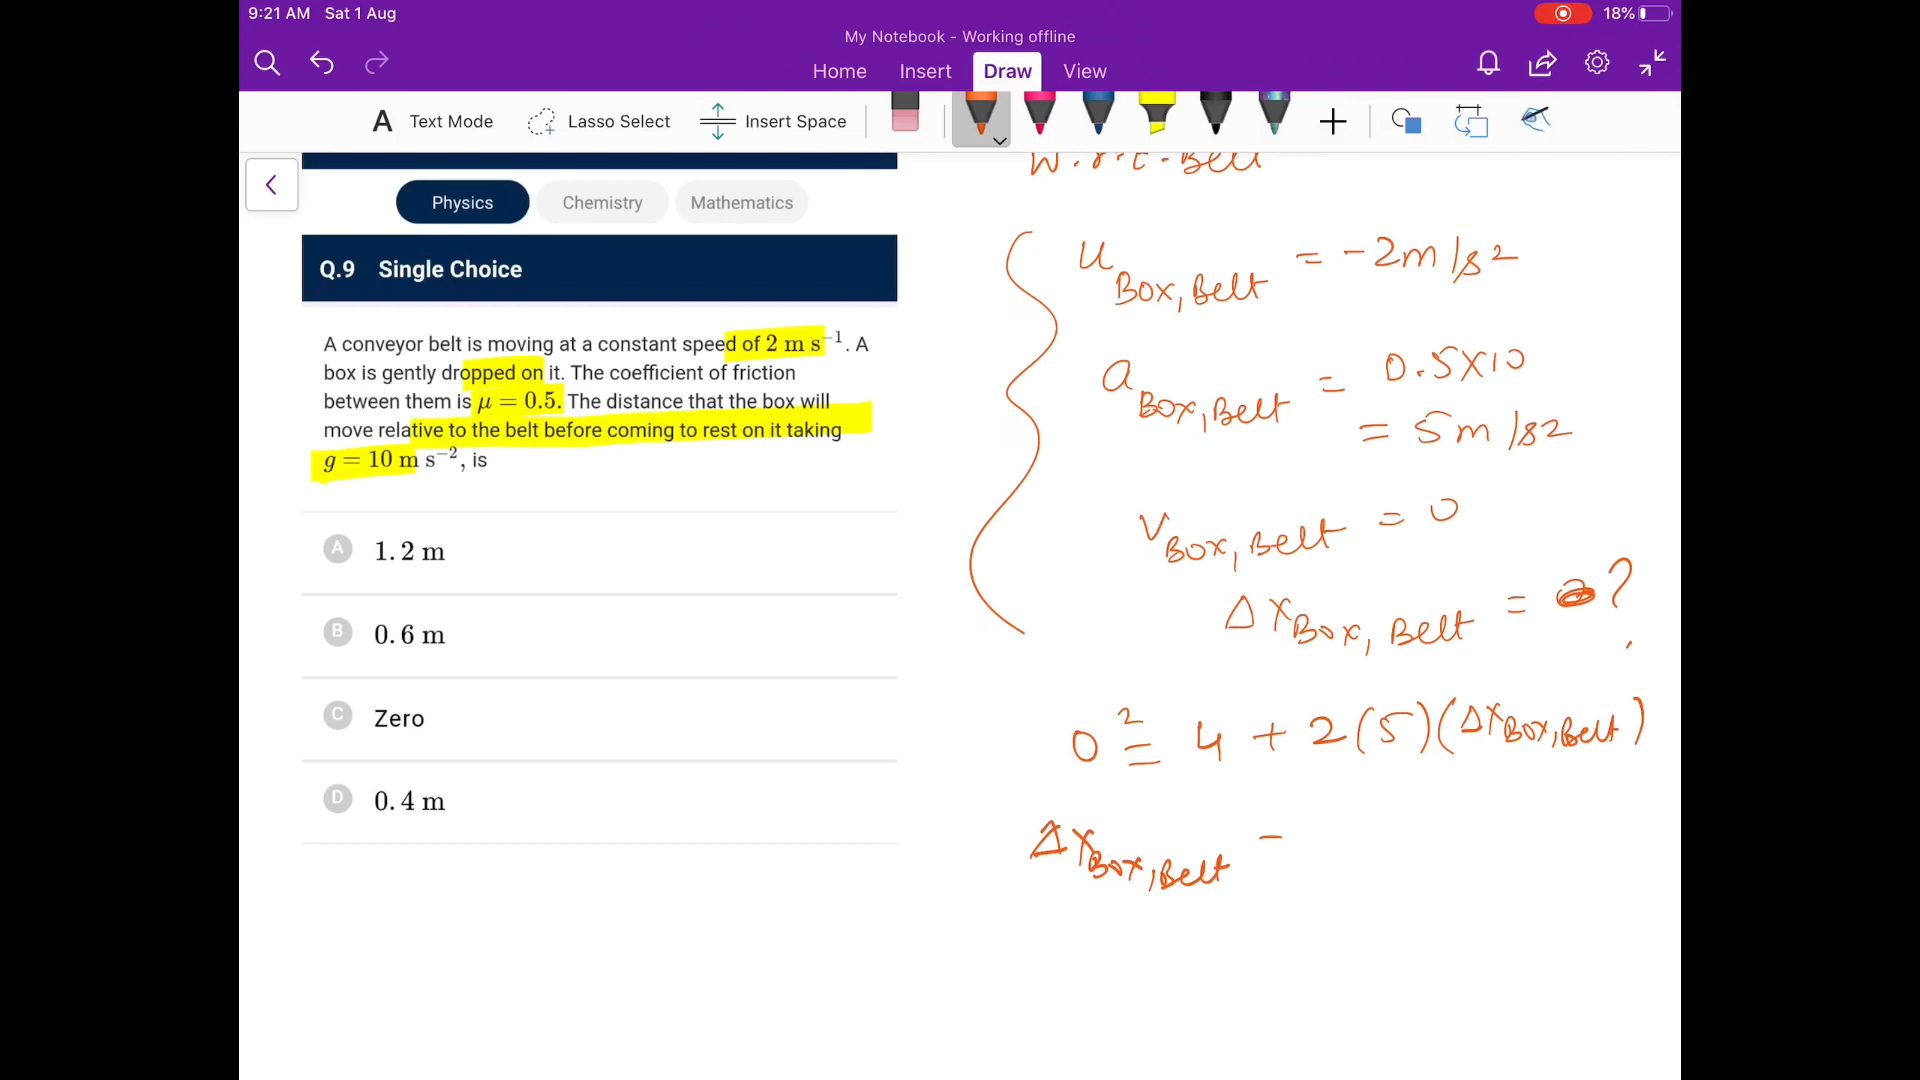 9:21 AM Sat 1 Aug
18%
My Notebook - Working offline
Home Insert Draw View
A Text Mode Lasso Select Insert Space
w.r.t. Belt
Physics Chemistry Mathematics
Q.9 Single Choice
A conveyor belt is moving at a constant speed of 2 m s⁻¹. A
box is gently dropped on it. The coefficient of friction
between them is μ = 0.5. The distance that the box will
move relative to the belt before coming to rest on it taking
g = 10 m s⁻², is
A 1.2 m
B 0.6 m
C Zero
D 0.4 m
u Box, Belt = -2m/s2
a Box, Belt = 0.5X10
= 5m/s2
v Box, Belt = 0
Δx Box, Belt = ?
0² = 4 + 2(5)(Δx Box, Belt)
Δx Box, Belt -